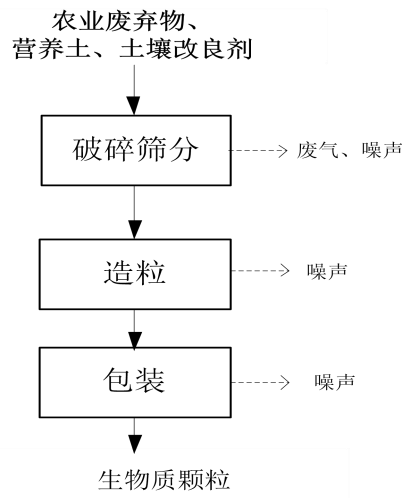 农业废弃物、
营养土、土壤改良剂
破碎筛分
废气、噪声
造粒
噪声
包装
噪声
生物质颗粒